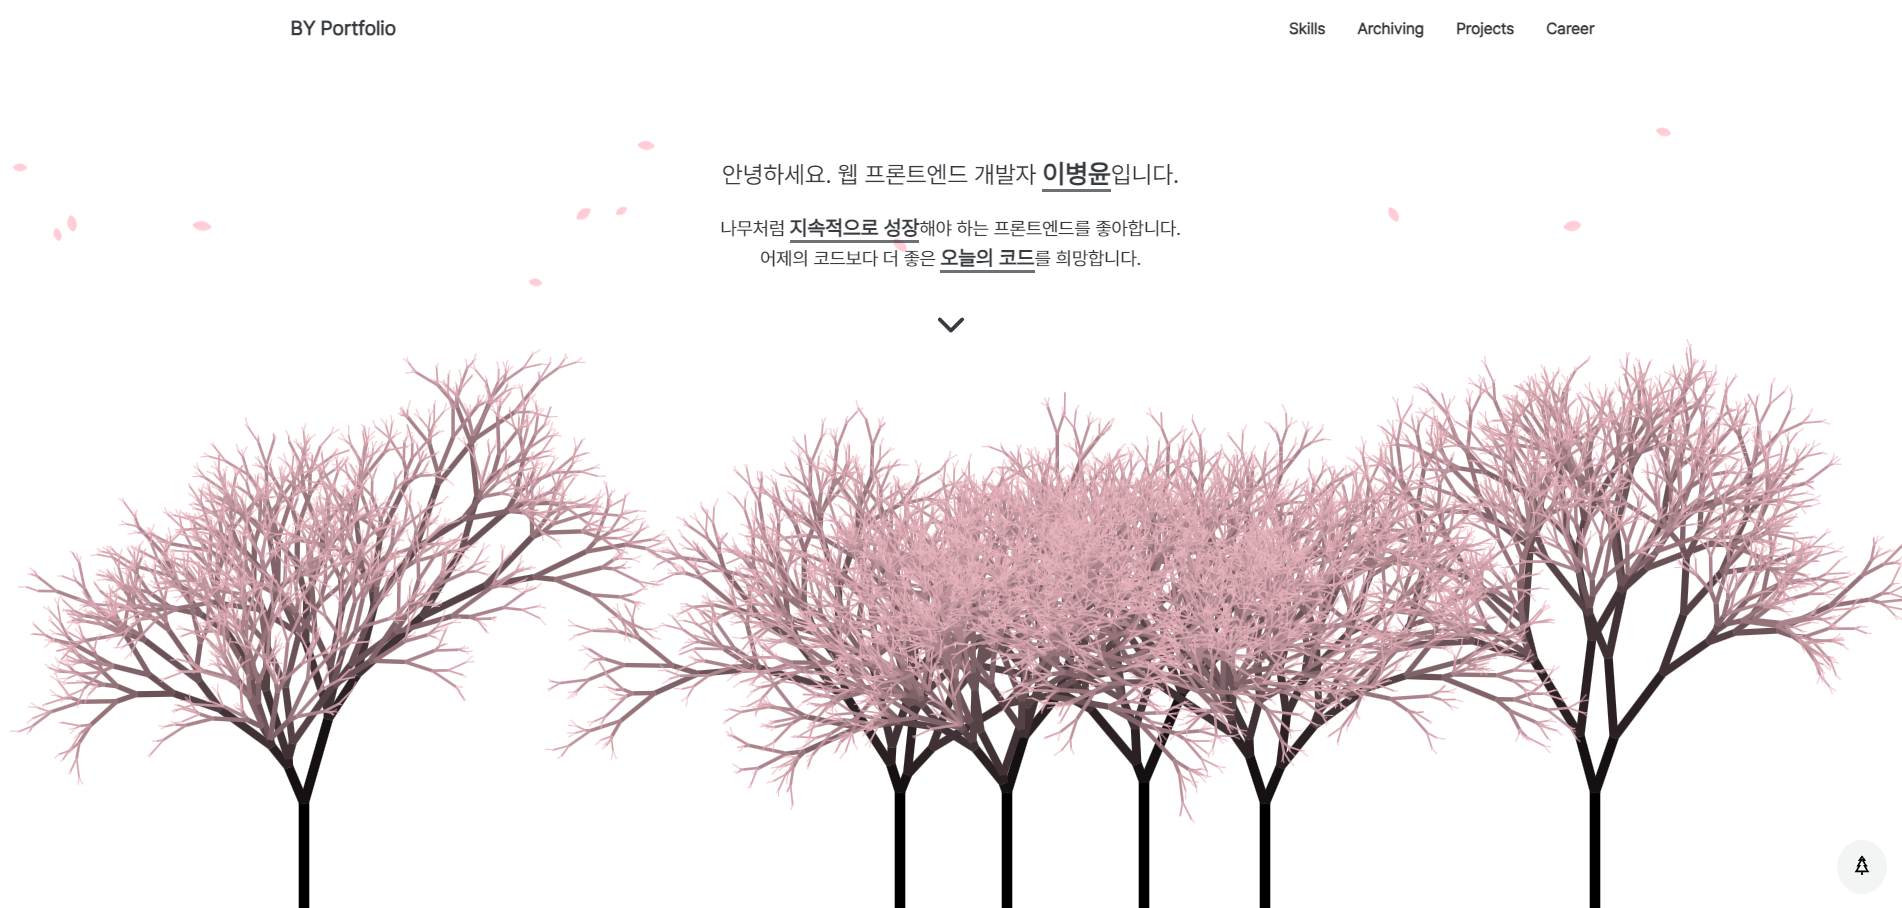 BY Portfolio
Skills Archiving Projects Career
안녕하세요. 웹 프론트엔드 개발자 이병윤입니다.
나무처럼 지속적으로 성장해야 하는 프론트엔드를 좋아합니다.
어제의 코드보다 더 좋은 오늘의 코드를 희망합니다.